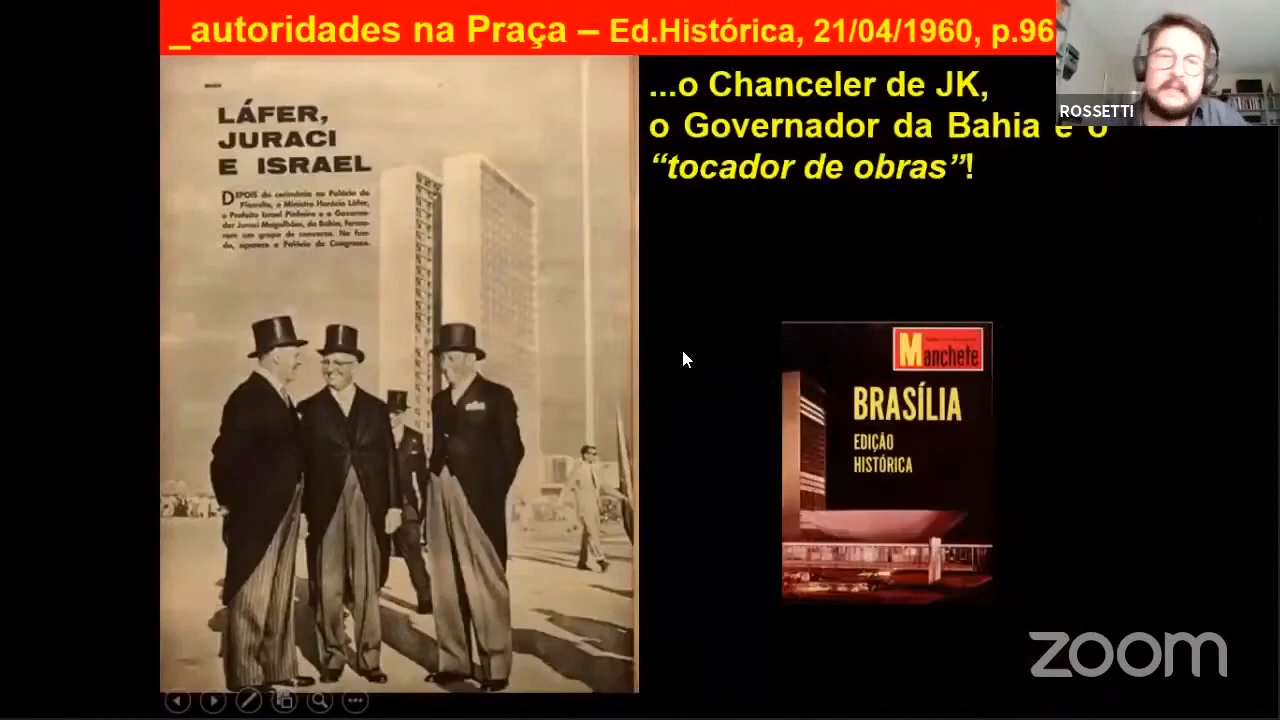 _autoridades na Praça – Ed.Histórica, 21/04/1960, p.96
ROSSETTI
...o Chanceler de JK,
o Governador da Bahia e o
“tocador de obras”!
LÁFER,
JURACI
E ISRAEL
DEPOIS da cerimônia no Palácio do
Planalto, o Ministro Horácio Láfer,
o Prefeito Israel Pinheiro e o Governa-
dor Juraci Magalhães, da Bahia, forma-
ram um grupo de conversa. No fun-
do, aparece o Palácio do Congresso.
Manchete
BRASÍLIA
EDIÇÃO
HISTÓRICA
zoom